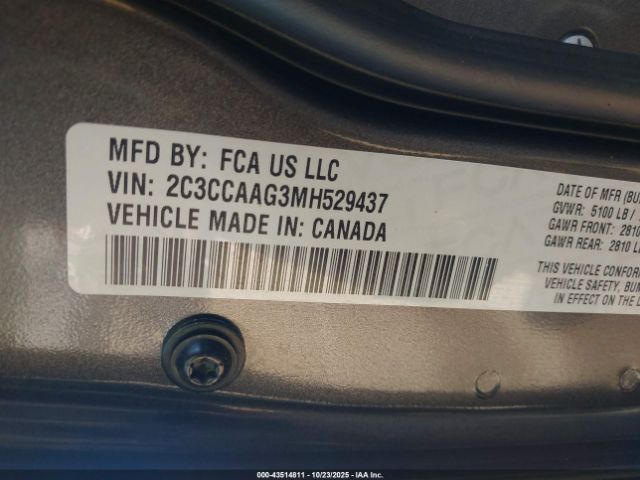 MFD BY: FCA US LLC
VIN: 2C3CCAAG3MH529437
VEHICLE MADE IN: CANADA
DATE OF MFR (BU
GVWR: 5100 LB /
GAWR FRONT: 2810
GAWR REAR: 2810 L
THIS VEHICLE CONFOR
VEHICLE SAFETY, BUM
IN EFFECT ON THE D
000-43514811 - 10/23/2025 - IAA Inc.